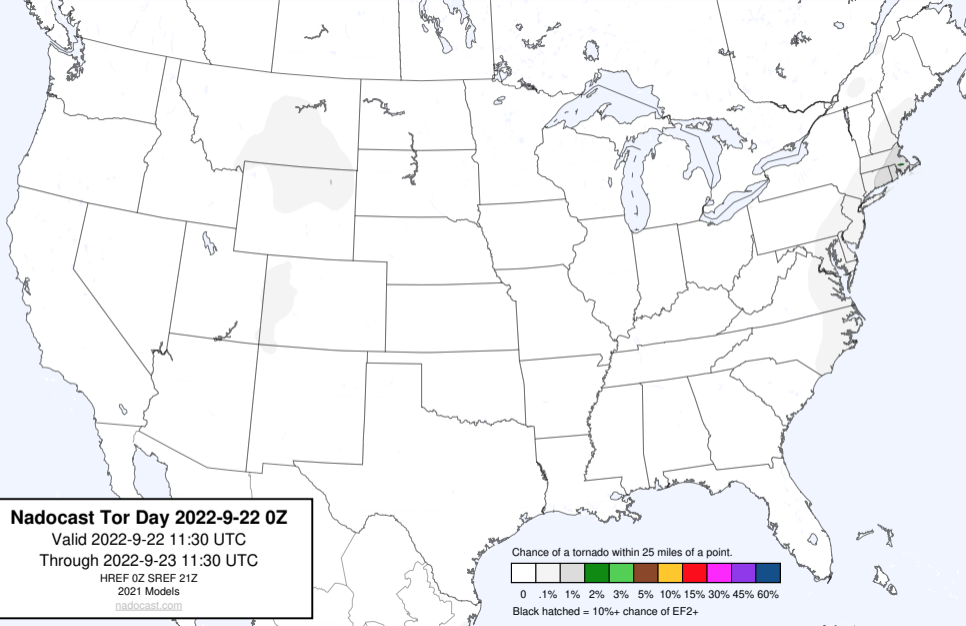 Nadocast Tor Day 2022-9-22 0Z
Valid 2022-9-22 11:30 UTC
Through 2022-9-23 11:30 UTC
HREF 0Z SREF 21Z
2021 Models
nadocast.com
Chance of a tornado within 25 miles of a point.
0 .1% 1% 2% 3% 5% 10% 15% 30% 45% 60%
Black hatched = 10%+ chance of EF2+